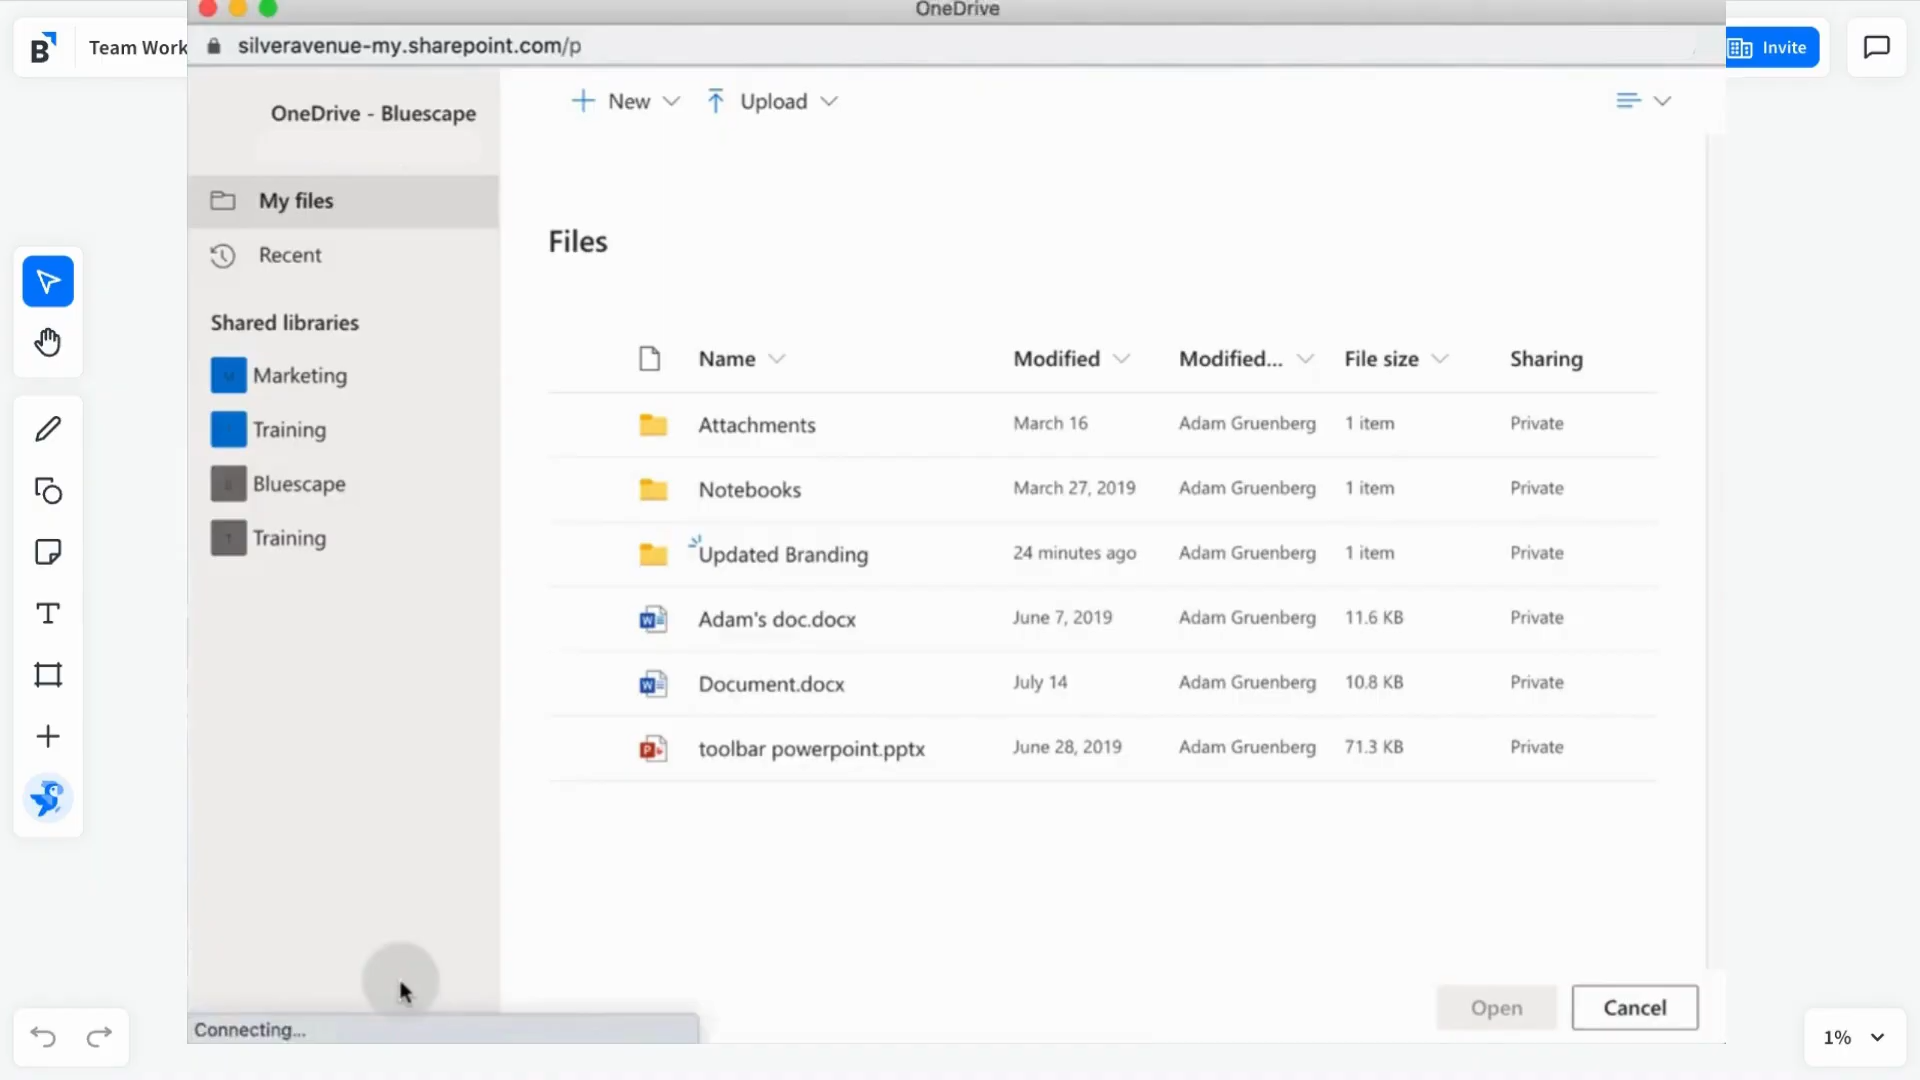 OneDrive
B Team Work
silveravenue-my.sharepoint.com/p
Invite
OneDrive - Bluescape
New Upload
My files
Recent
Files
Shared libraries
Marketing
Training
Bluescape
Training
Name Modified Modified... File size Sharing
Attachments March 16 Adam Gruenberg 1 item Private
Notebooks March 27, 2019 Adam Gruenberg 1 item Private
Updated Branding 24 minutes ago Adam Gruenberg 1 item Private
Adam's doc.docx June 7, 2019 Adam Gruenberg 11.6 KB Private
Document.docx July 14 Adam Gruenberg 10.8 KB Private
toolbar powerpoint.pptx June 28, 2019 Adam Gruenberg 71.3 KB Private
Open Cancel
Connecting...
1%